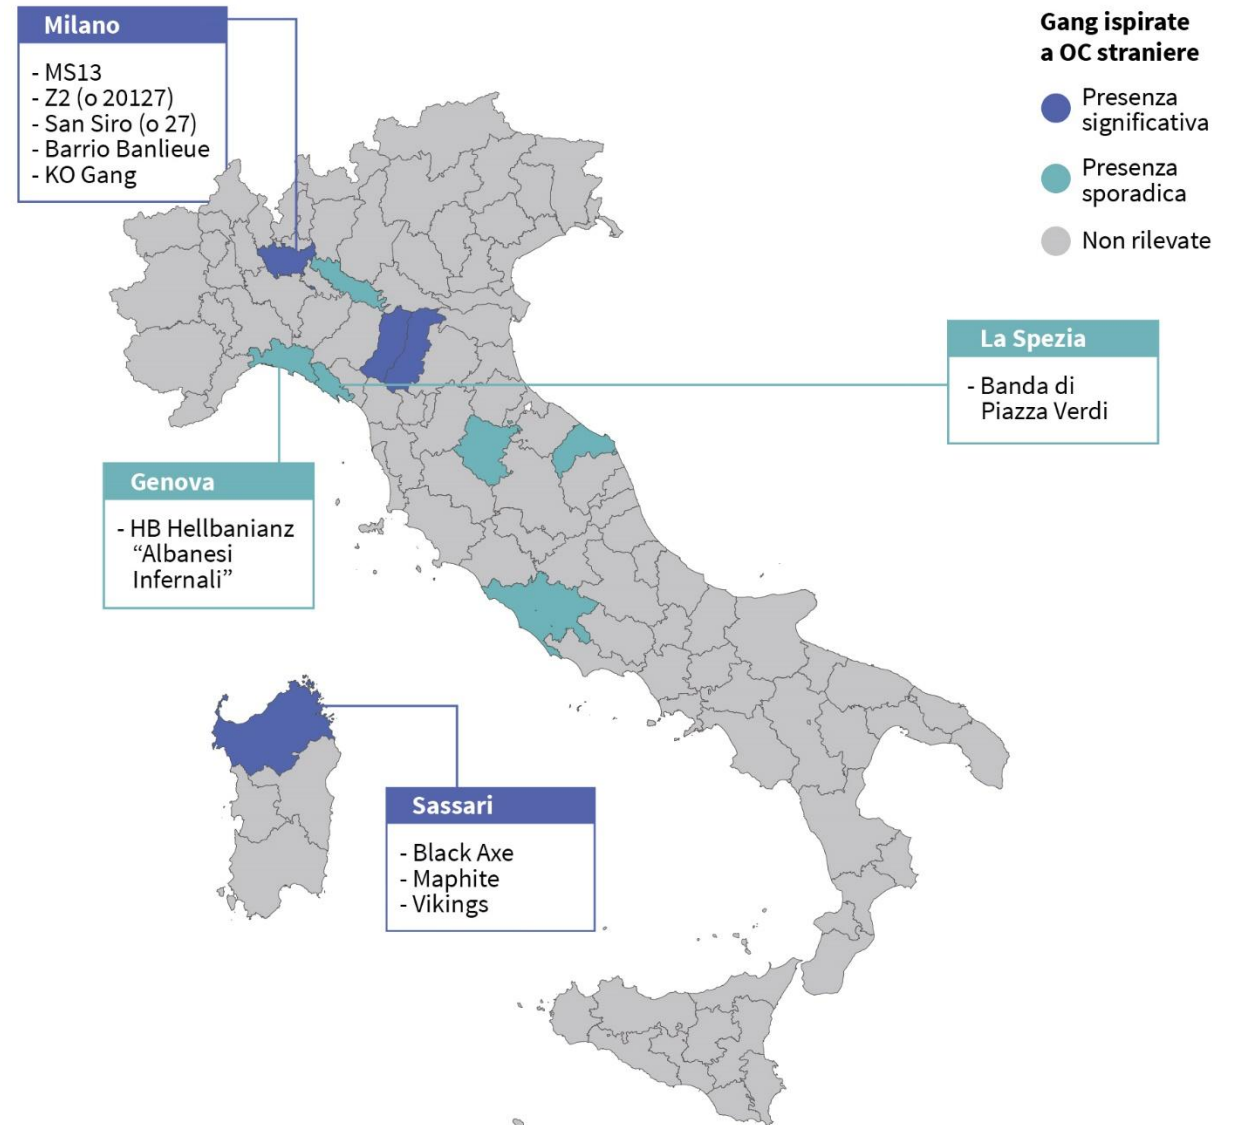 Milano
- MS13
- Z2 (o 20127)
- San Siro (o 27)
- Barrio Banlieue
- KO Gang
Gang ispirate
a OC straniere
Presenza
significativa
Presenza
sporadica
Non rilevate
La Spezia
- Banda di
Piazza Verdi
Genova
- HB Hellbanianz
“Albanesi
Infernali”
Sassari
- Black Axe
- Maphite
- Vikings